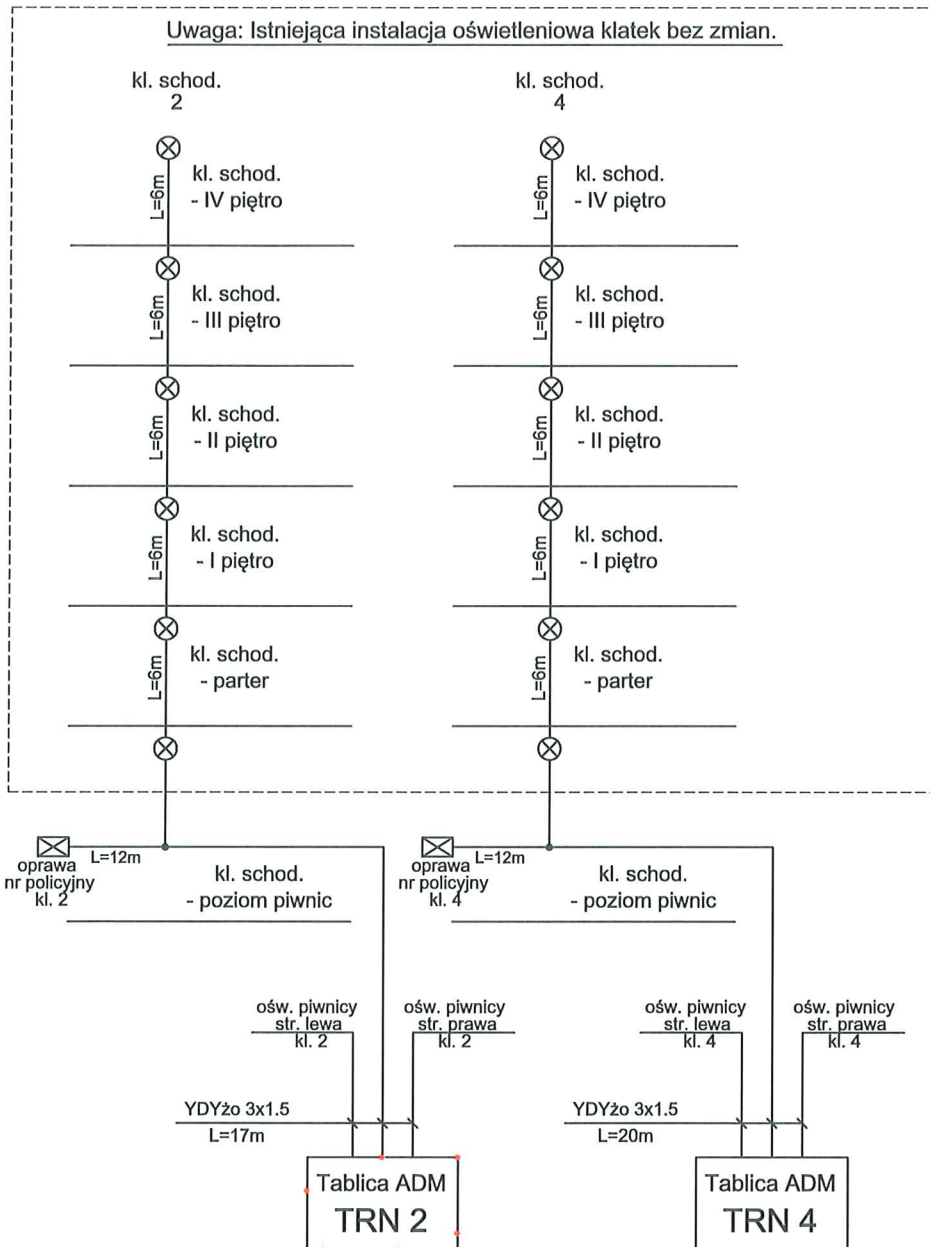 Uwaga: Istniejąca instalacja oświetleniowa klatek bez zmian.
kl. schod.
2
kl. schod.
4
L=6m
kl. schod.
- IV piętro
L=6m
kl. schod.
- IV piętro
L=6m
kl. schod.
- III piętro
L=6m
kl. schod.
- III piętro
L=6m
kl. schod.
- II piętro
L=6m
kl. schod.
- II piętro
L=6m
kl. schod.
- I piętro
L=6m
kl. schod.
- I piętro
L=6m
kl. schod.
- parter
L=6m
kl. schod.
- parter
L=12m
oprawa
nr policyjny
kl. 2
kl. schod.
- poziom piwnic
L=12m
oprawa
nr policyjny
kl. 4
kl. schod.
- poziom piwnic
ośw. piwnicy
str. lewa
kl. 2
ośw. piwnicy
str. prawa
kl. 2
ośw. piwnicy
str. lewa
kl. 4
ośw. piwnicy
str. prawa
kl. 4
YDYżo 3x1.5
L=17m
YDYżo 3x1.5
L=20m
Tablica ADM
TRN 2
Tablica ADM
TRN 4